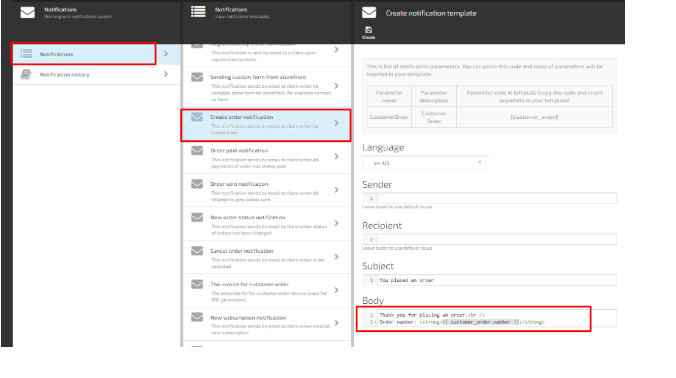 Notifications
Working with notifications system
Notifications
Notification history
Notifications
View notification templates
Registration by invite notification
This notification is sent by email to a client upon
registration by invite
Sending custom form from storefront
This notification sends by email to client when he
complete some form on storefront, for example contact
us form
Create order notification
This notification sends by email to client when he
create order
Order paid notification
This notification sends by email to client when all
payments of order has status paid
Order sent notification
This notification sends by email to client when all
shipments gets status sent
New order status notification
This notification sends by email to client when status
of orders has been changed
Cancel order notification
This notification sends by email to client when order
canceled
The invoice for customer order
The template for for customer order invoice (used for
PDF generation)
New subscription notification
This notification sends by email to client when created
new subscription
Create notification template
Create
This is list of notification parameters. You can paste this code and value of parameters will be
inserted in your template:
Parameter name
Parameter description
Parameter code in template (copy this code and insert anywhere in your template)
CustomerOrder
Customer Order
{{customer_order}}
Language
en-US
Sender
1
Leave blank to use default value
Recipient
1
Leave blank to use default value
Subject
1 You placed an order
Body
1 Thank you for placing an order.<br />
2 Order number: <strong>{{ customer_order.number }}</strong>